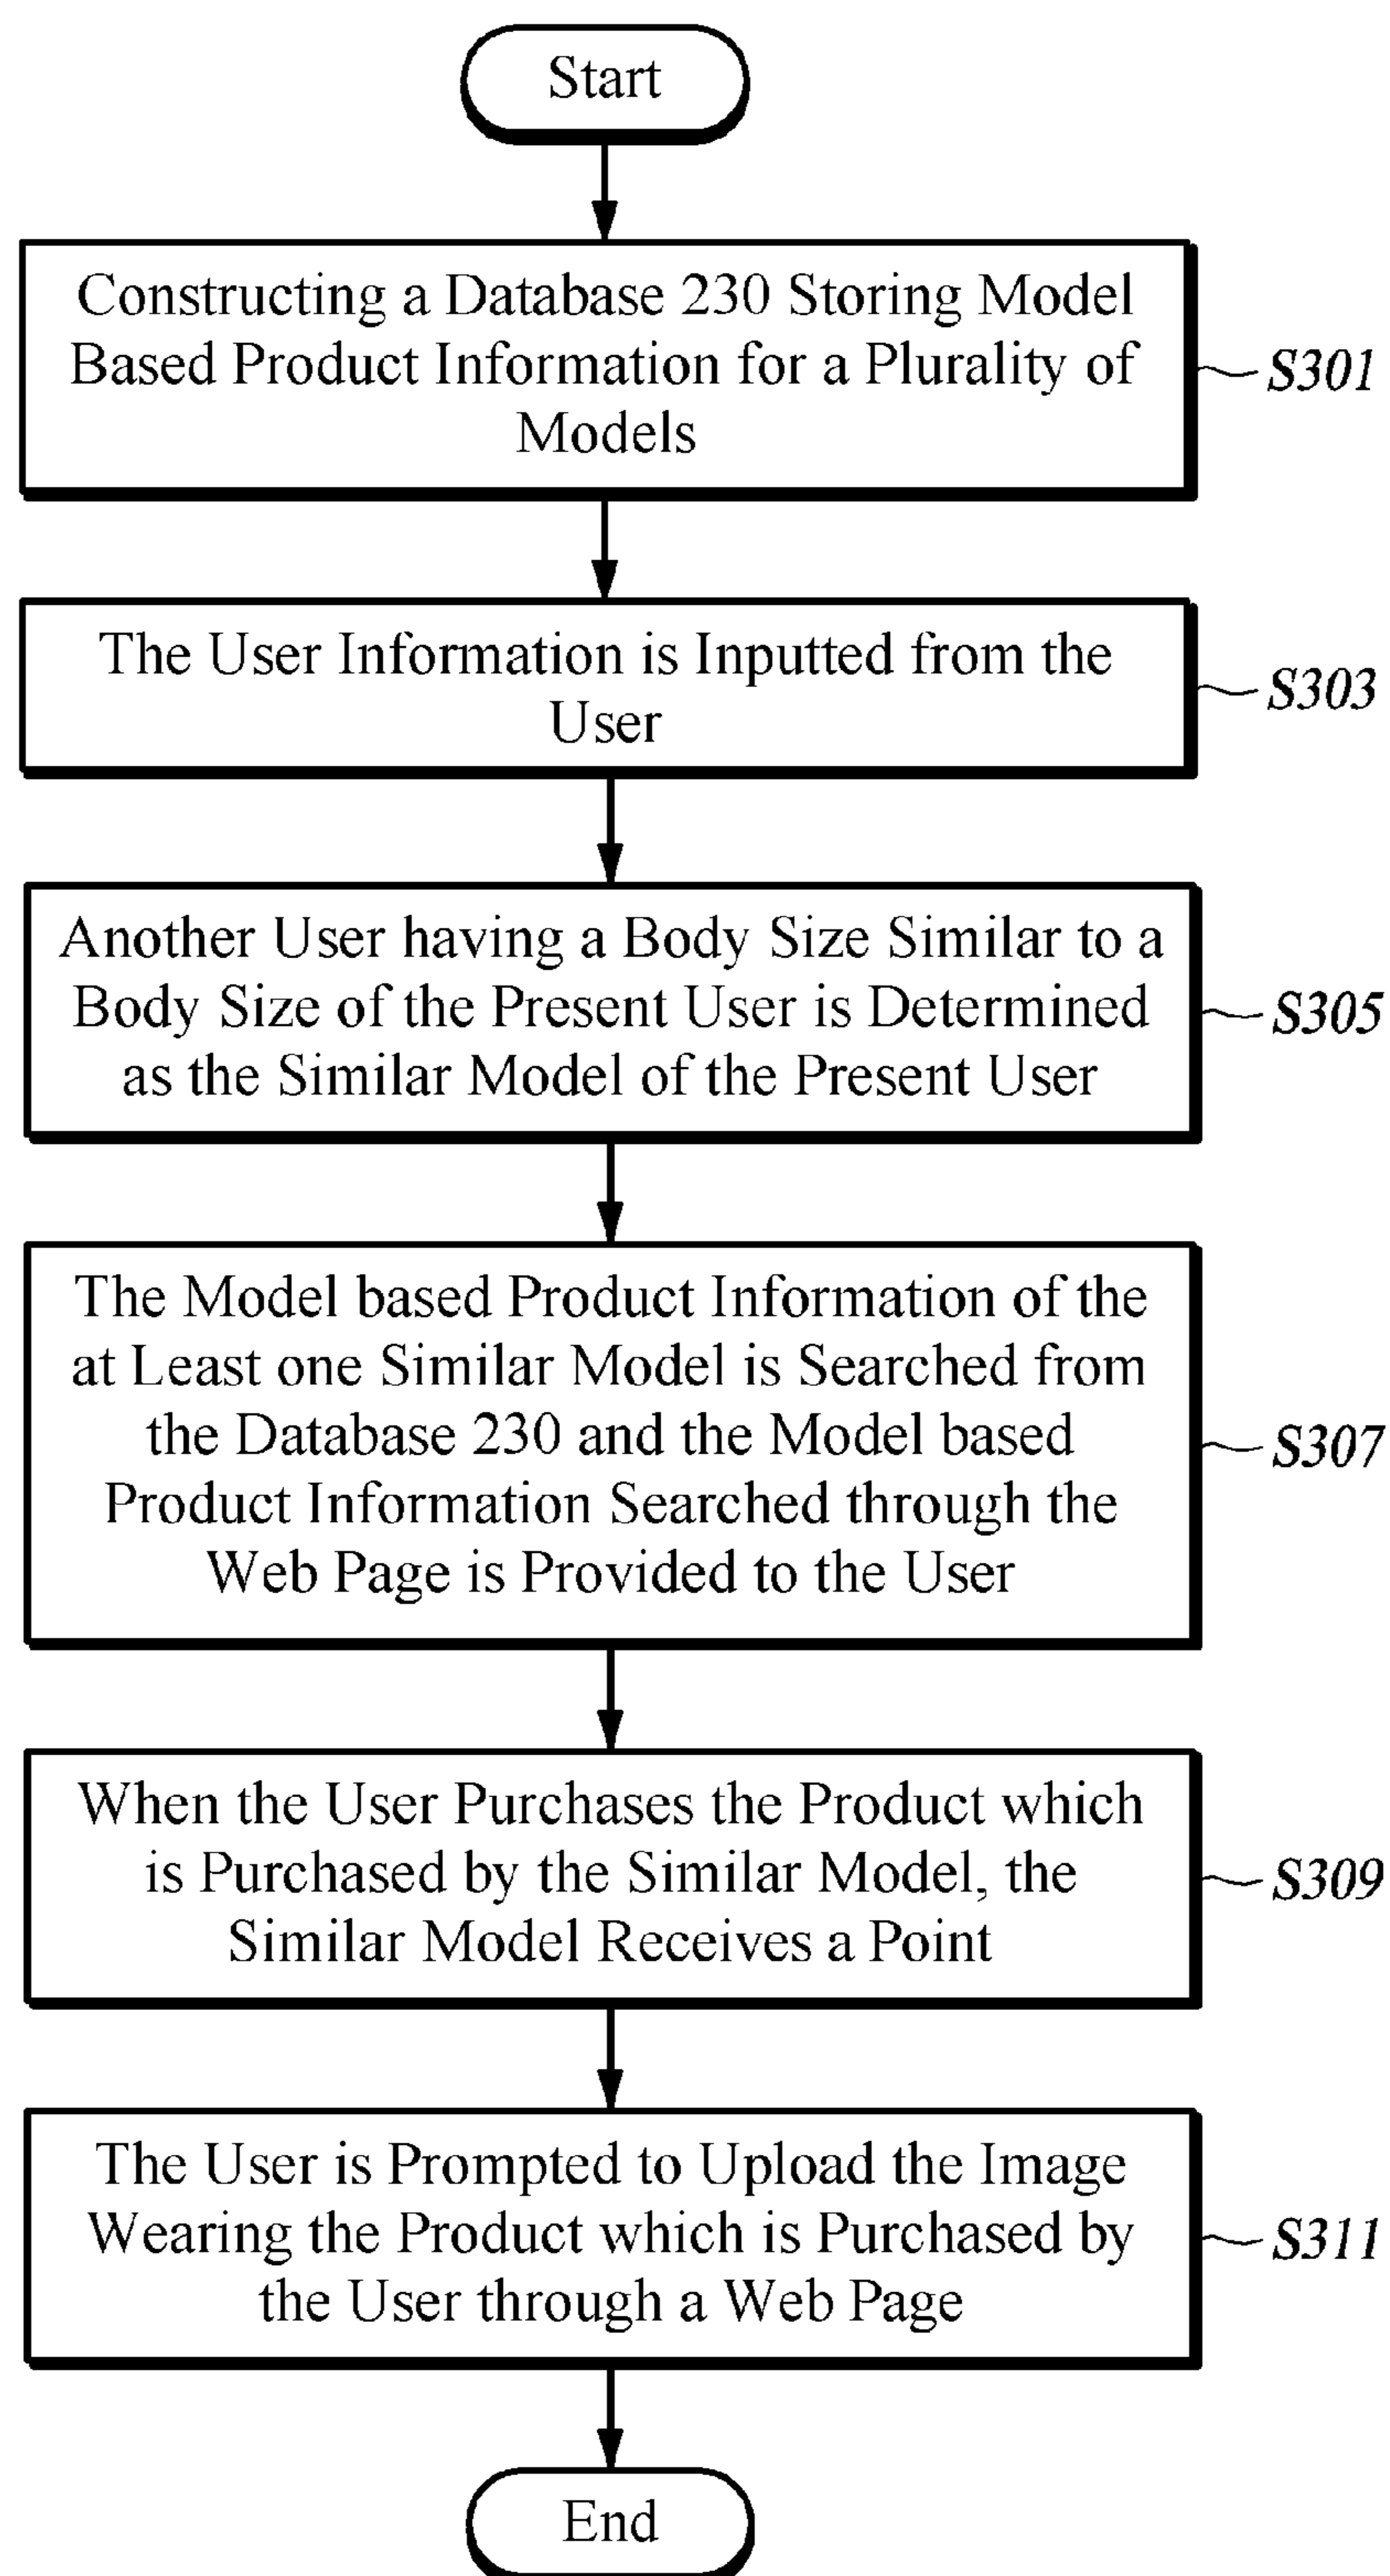 Start
Constructing a Database 230 Storing Model
Based Product Information for a Plurality of
Models
S301
The User Information is Inputted from the
User
S303
Another User having a Body Size Similar to a
Body Size of the Present User is Determined
as the Similar Model of the Present User
S305
The Model based Product Information of the
at Least one Similar Model is Searched from
the Database 230 and the Model based
Product Information Searched through the
Web Page is Provided to the User
S307
When the User Purchases the Product which
is Purchased by the Similar Model, the
Similar Model Receives a Point
S309
The User is Prompted to Upload the Image
Wearing the Product which is Purchased by
the User through a Web Page
S311
End